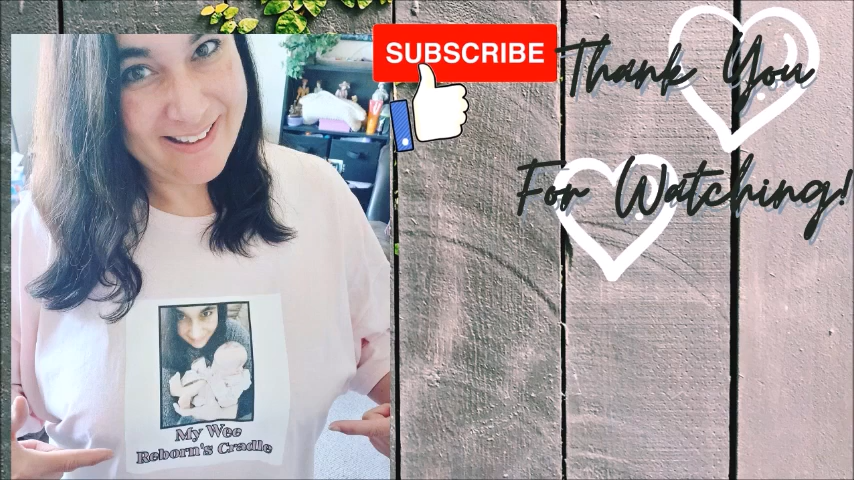 SUBSCRIBE
Thank You
For Watching!
My Wee
Reborn's Cradle